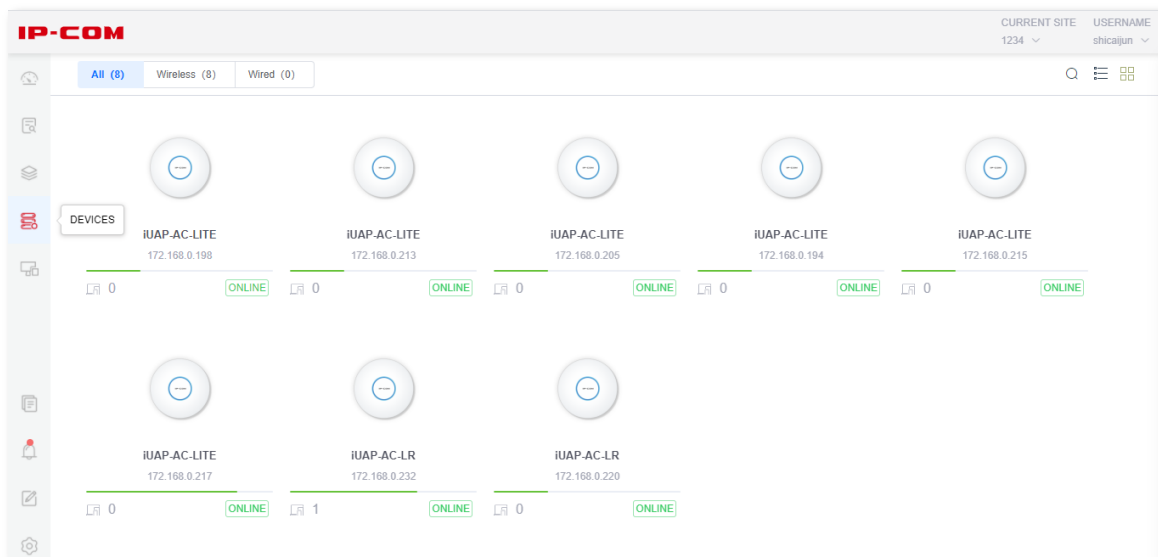 IP-COM
CURRENT SITE USERNAME
1234 shicaijun
All (8) Wireless (8) Wired (0)
DEVICES
iUAP-AC-LITE iUAP-AC-LITE iUAP-AC-LITE iUAP-AC-LITE iUAP-AC-LITE
172.168.0.198 172.168.0.213 172.168.0.205 172.168.0.194 172.168.0.215
0 ONLINE 0 ONLINE 0 ONLINE 0 ONLINE 0 ONLINE
iUAP-AC-LITE iUAP-AC-LR iUAP-AC-LR
172.168.0.217 172.168.0.232 172.168.0.220
0 ONLINE 1 ONLINE 0 ONLINE